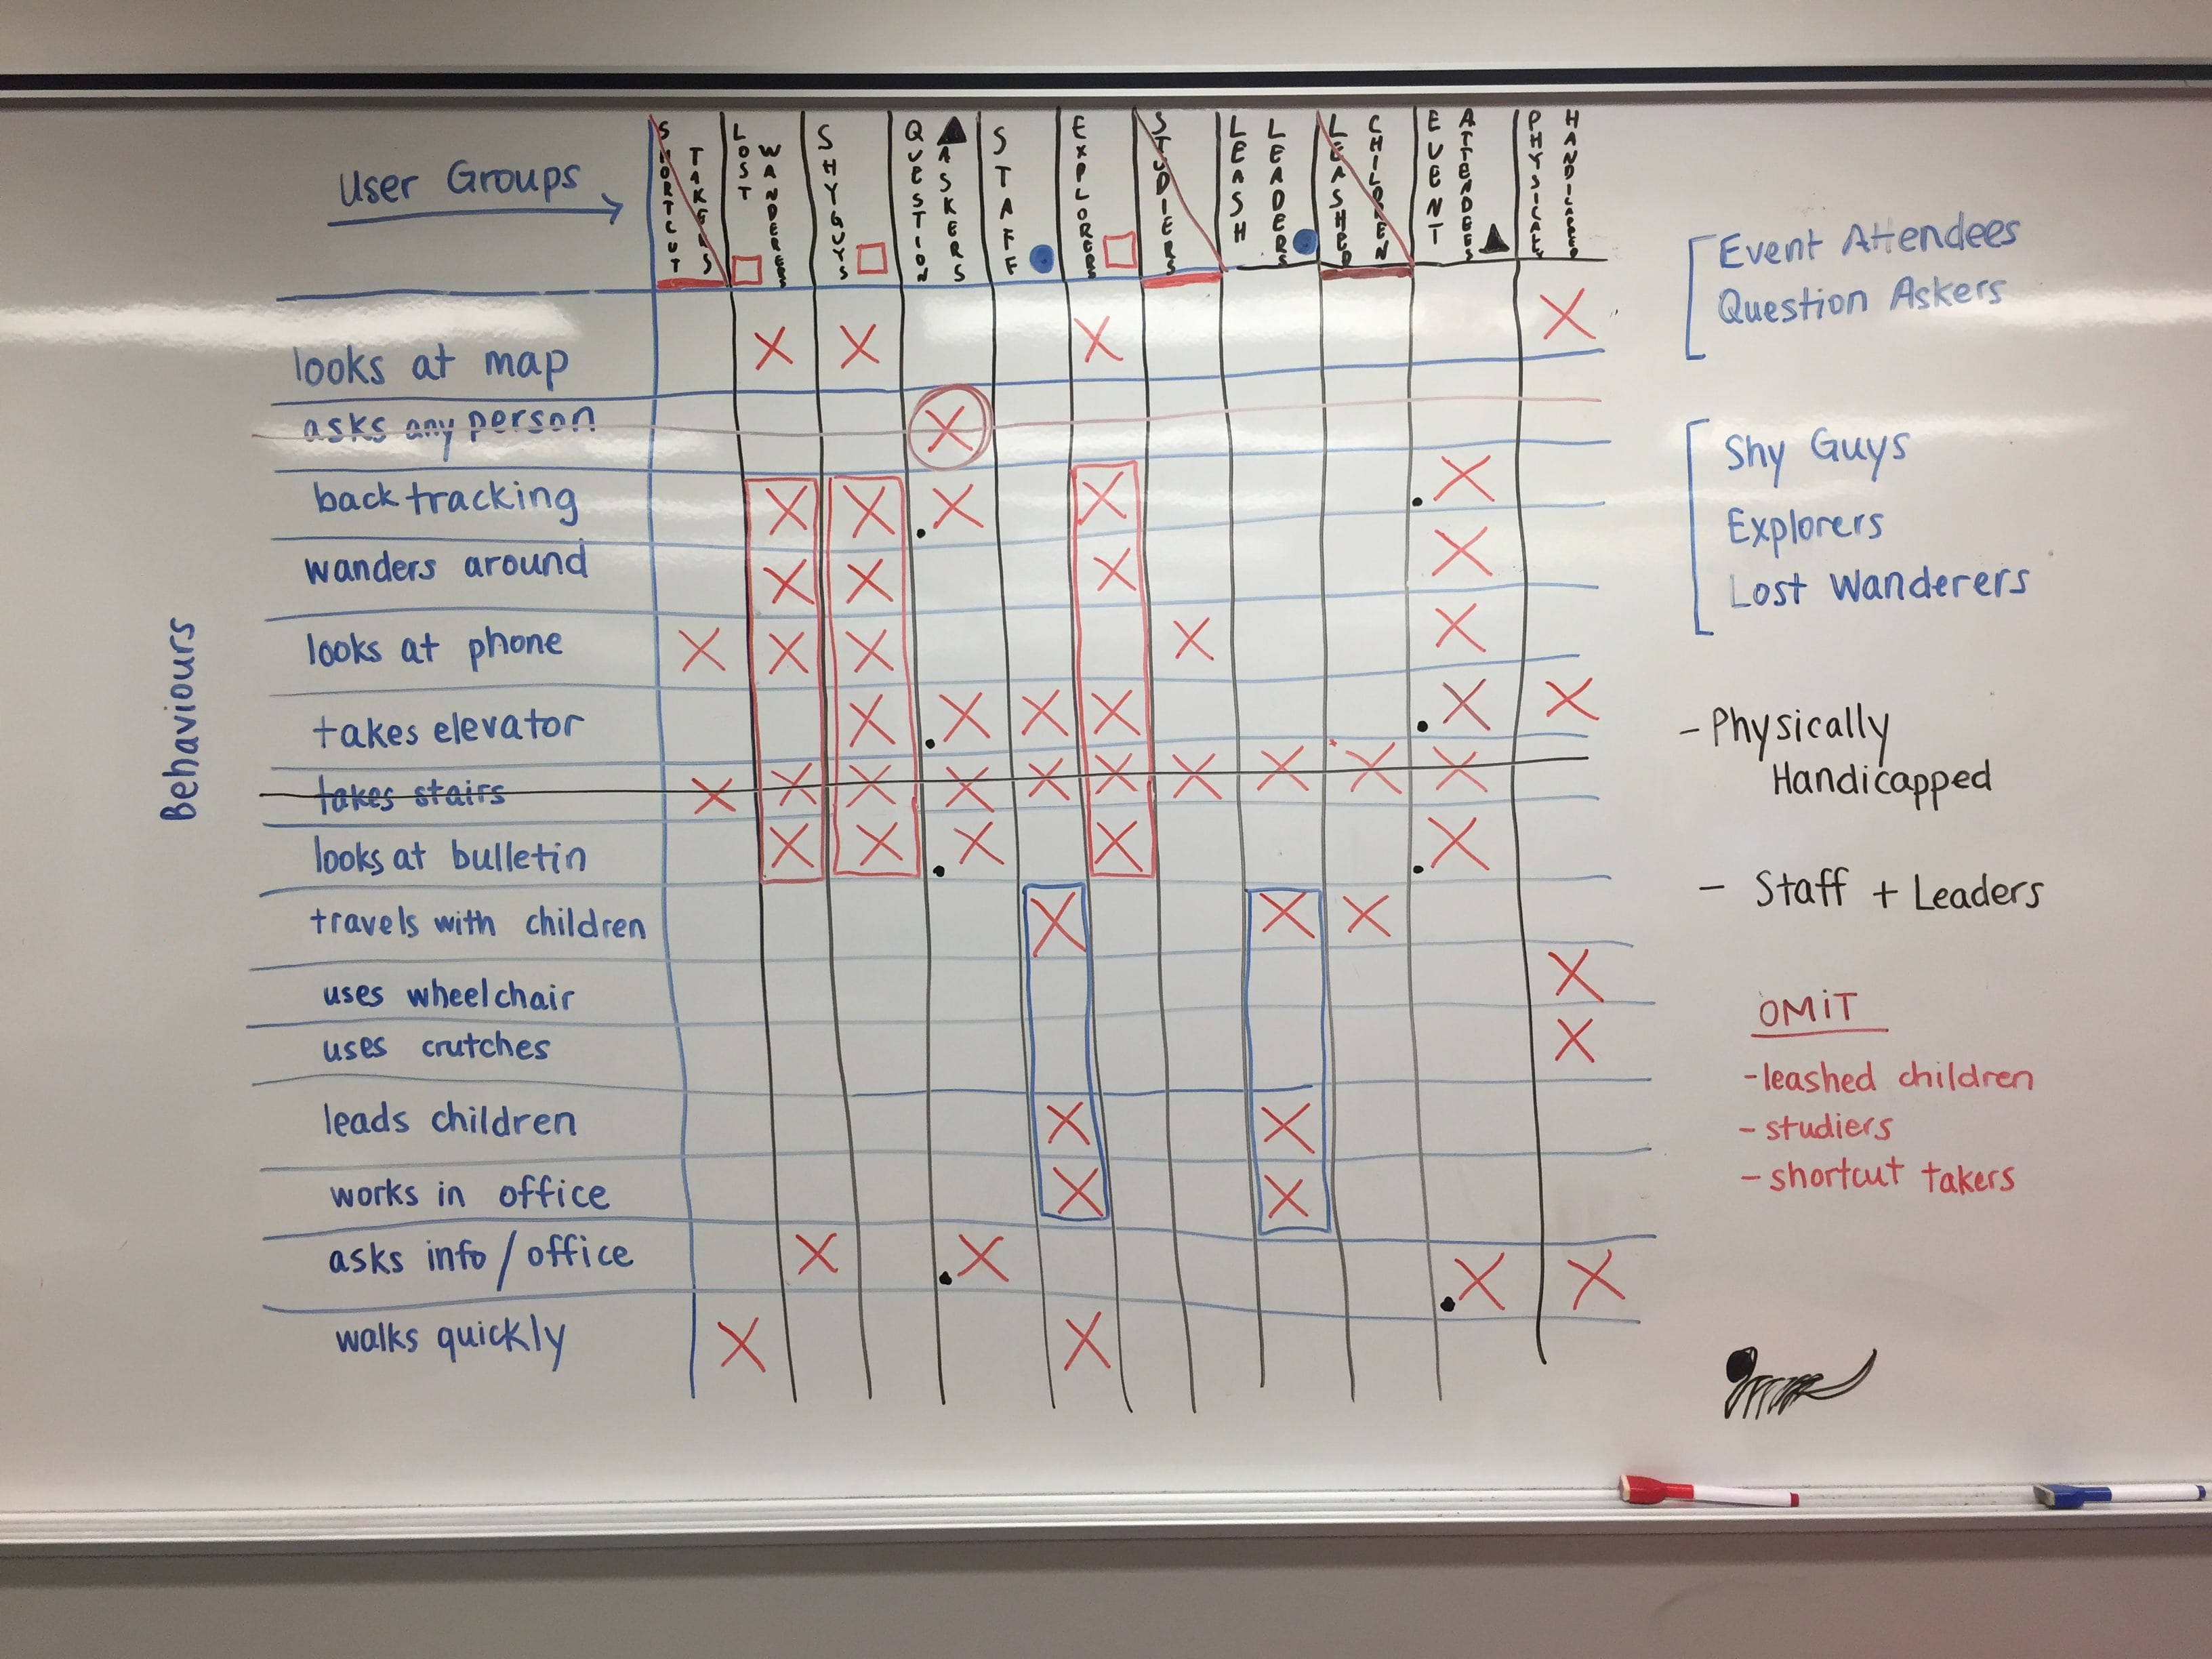 User Groups
SHORTCUT TAKERS
LOST WANDERERS
SHY GUYS
QUESTION ASKERS
STAFF
EXPLORERS
STUDIERS
LEASH LEADERS
LEASHED CHILDREN
EVENT ATTENDEES
PHYSICALLY HANDICAPPED
Behaviours
looks at map
asks any person
back tracking
wanders around
looks at phone
takes elevator
takes stairs
looks at bulletin
travels with children
uses wheelchair
uses crutches
leads children
works in office
asks info/office
walks quickly
Event Attendees
Question Askers
Shy Guys
Explorers
Lost Wanderers
- Physically
Handicapped
- Staff + Leaders
OMiT
- leashed children
- studiers
- shortcut takers